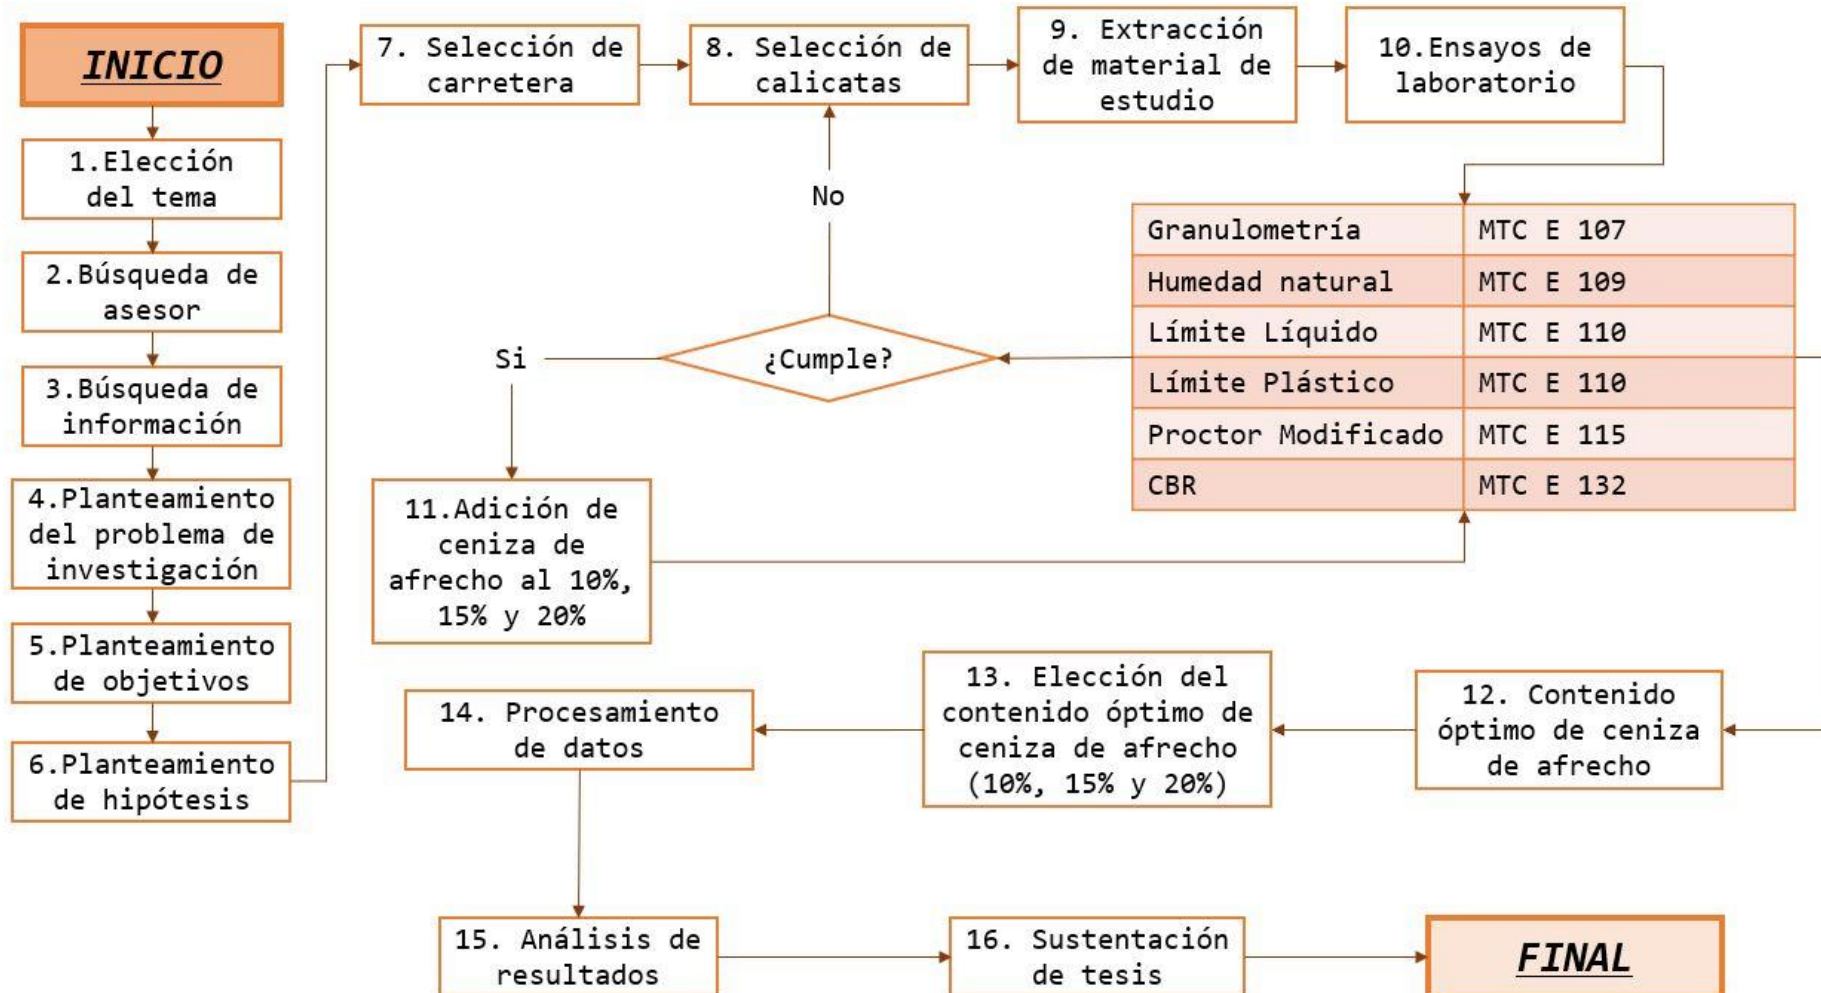 INICIO
1.Elección
del tema
2.Búsqueda de
asesor
3.Búsqueda de
información
4.Planteamiento
del problema de
investigación
5.Planteamiento
de objetivos
6.Planteamiento
de hipótesis
7. Selección de
carretera
8. Selección de
calicatas
9. Extracción
de material de
estudio
10.Ensayos de
laboratorio
Granulometría MTC E 107
Humedad natural MTC E 109
Límite Líquido MTC E 110
Límite Plástico MTC E 110
Proctor Modificado MTC E 115
CBR MTC E 132
¿Cumple?
No
Si
11.Adición de
ceniza de
afrecho al 10%,
15% y 20%
12. Contenido
óptimo de ceniza
de afrecho
13. Elección del
contenido óptimo de
ceniza de afrecho
(10%, 15% y 20%)
14. Procesamiento
de datos
15. Análisis de
resultados
16. Sustentación
de tesis
FINAL